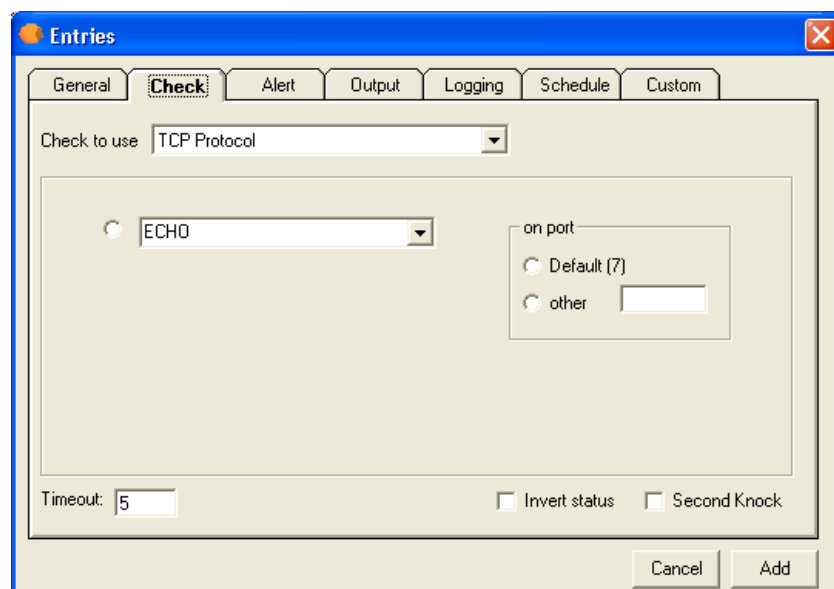 Entries
General Check Alert Output Logging Schedule Custom
Check to use TCP Protocol
ECHO
on port
Default (7)
other
Timeout: 5 Invert status Second Knock
Cancel Add